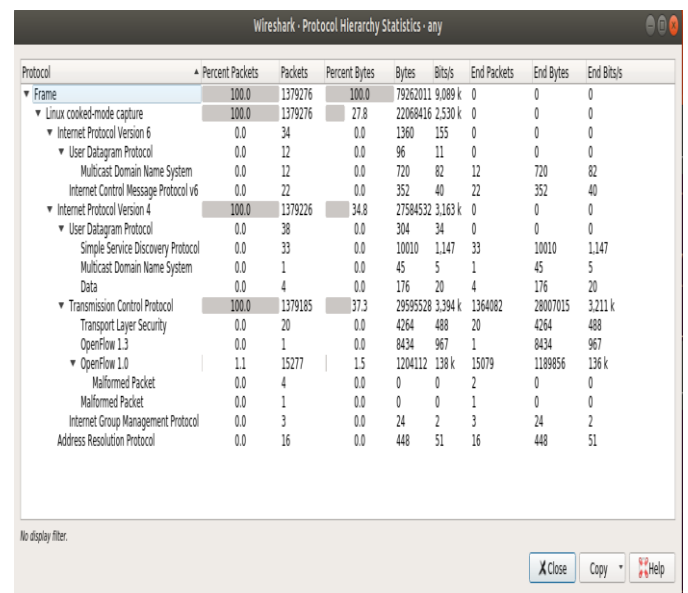 Wireshark · Protocol Hierarchy Statistics · any
Protocol Percent Packets Packets Percent Bytes Bytes Bits/s End Packets End Bytes End Bits/s
Frame 100.0 1379276 100.0 79262011 9,089 k 0 0 0
Linux cooked-mode capture 100.0 1379276 27.8 22068416 2,530 k 0 0 0
Internet Protocol Version 6 0.0 34 0.0 1360 155 0 0 0
User Datagram Protocol 0.0 12 0.0 96 11 0 0 0
Multicast Domain Name System 0.0 12 0.0 720 82 12 720 82
Internet Control Message Protocol v6 0.0 22 0.0 352 40 22 352 40
Internet Protocol Version 4 100.0 1379226 34.8 27584532 3,163 k 0 0 0
User Datagram Protocol 0.0 38 0.0 304 34 0 0 0
Simple Service Discovery Protocol 0.0 33 0.0 10010 1,147 33 10010 1,147
Multicast Domain Name System 0.0 1 0.0 45 5 1 45 5
Data 0.0 4 0.0 176 20 4 176 20
Transmission Control Protocol 100.0 1379185 37.3 29595528 3,394 k 1364082 28007015 3,211 k
Transport Layer Security 0.0 20 0.0 4264 488 20 4264 488
OpenFlow 1.3 0.0 1 0.0 8434 967 1 8434 967
OpenFlow 1.0 1.1 15277 1.5 1204112 138 k 15079 1189856 136 k
Malformed Packet 0.0 4 0.0 0 0 2 0 0
Malformed Packet 0.0 1 0.0 0 0 1 0 0
Internet Group Management Protocol 0.0 3 0.0 24 2 3 24 2
Address Resolution Protocol 0.0 16 0.0 448 51 16 448 51
No display filter.
Close Copy Help